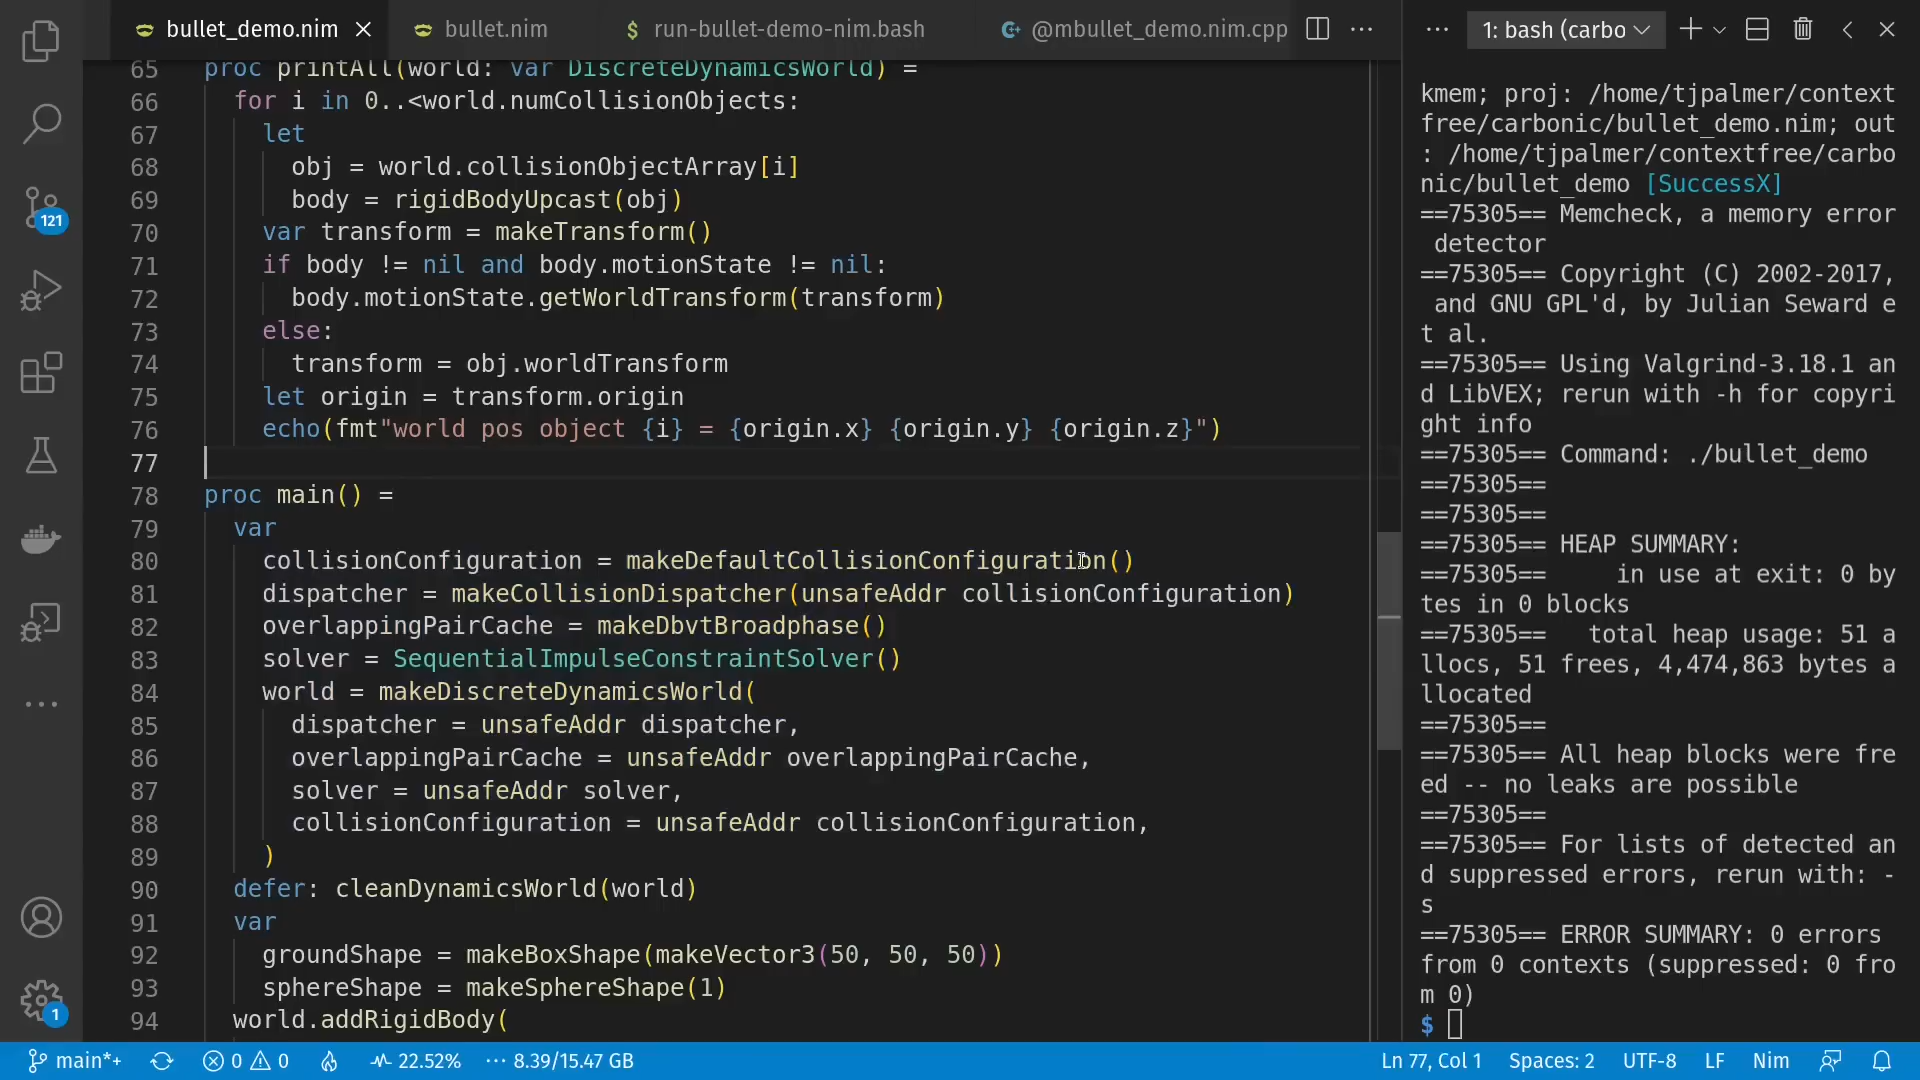 bullet_demo.nim
bullet.nim
$ run-bullet-demo-nim.bash
@mbullet_demo.nim.cpp
1: bash (carbo
121
1
65 proc printAll(world: var DiscreteDynamicsWorld) =
66 for i in 0..<world.numCollisionObjects:
67 let
68 obj = world.collisionObjectArray[i]
69 body = rigidBodyUpcast(obj)
70 var transform = makeTransform()
71 if body != nil and body.motionState != nil:
72 body.motionState.getWorldTransform(transform)
73 else:
74 transform = obj.worldTransform
75 let origin = transform.origin
76 echo(fmt"world pos object {i} = {origin.x} {origin.y} {origin.z}")
77
78 proc main() =
79 var
80 collisionConfiguration = makeDefaultCollisionConfiguration()
81 dispatcher = makeCollisionDispatcher(unsafeAddr collisionConfiguration)
82 overlappingPairCache = makeDbvtBroadphase()
83 solver = SequentialImpulseConstraintSolver()
84 world = makeDiscreteDynamicsWorld(
85 dispatcher = unsafeAddr dispatcher,
86 overlappingPairCache = unsafeAddr overlappingPairCache,
87 solver = unsafeAddr solver,
88 collisionConfiguration = unsafeAddr collisionConfiguration,
89 )
90 defer: cleanDynamicsWorld(world)
91 var
92 groundShape = makeBoxShape(makeVector3(50, 50, 50))
93 sphereShape = makeSphereShape(1)
94 world.addRigidBody(
kmem; proj: /home/tjpalmer/context
free/carbonic/bullet_demo.nim; out
: /home/tjpalmer/contextfree/carbo
nic/bullet_demo [SuccessX]
==75305== Memcheck, a memory error
detector
==75305== Copyright (C) 2002-2017,
and GNU GPL'd, by Julian Seward e
t al.
==75305== Using Valgrind-3.18.1 an
d LibVEX; rerun with -h for copyri
ght info
==75305== Command: ./bullet_demo
==75305==
==75305==
==75305== HEAP SUMMARY:
==75305== in use at exit: 0 by
tes in 0 blocks
==75305== total heap usage: 51 a
llocs, 51 frees, 4,474,863 bytes a
llocated
==75305==
==75305== All heap blocks were fre
ed -- no leaks are possible
==75305==
==75305== For lists of detected an
d suppressed errors, rerun with: -
s
==75305== ERROR SUMMARY: 0 errors
from 0 contexts (suppressed: 0 fro
m 0)
$
main*+ 0 0 22.52% 8.39/15.47 GB Ln 77, Col 1 Spaces: 2 UTF-8 LF Nim